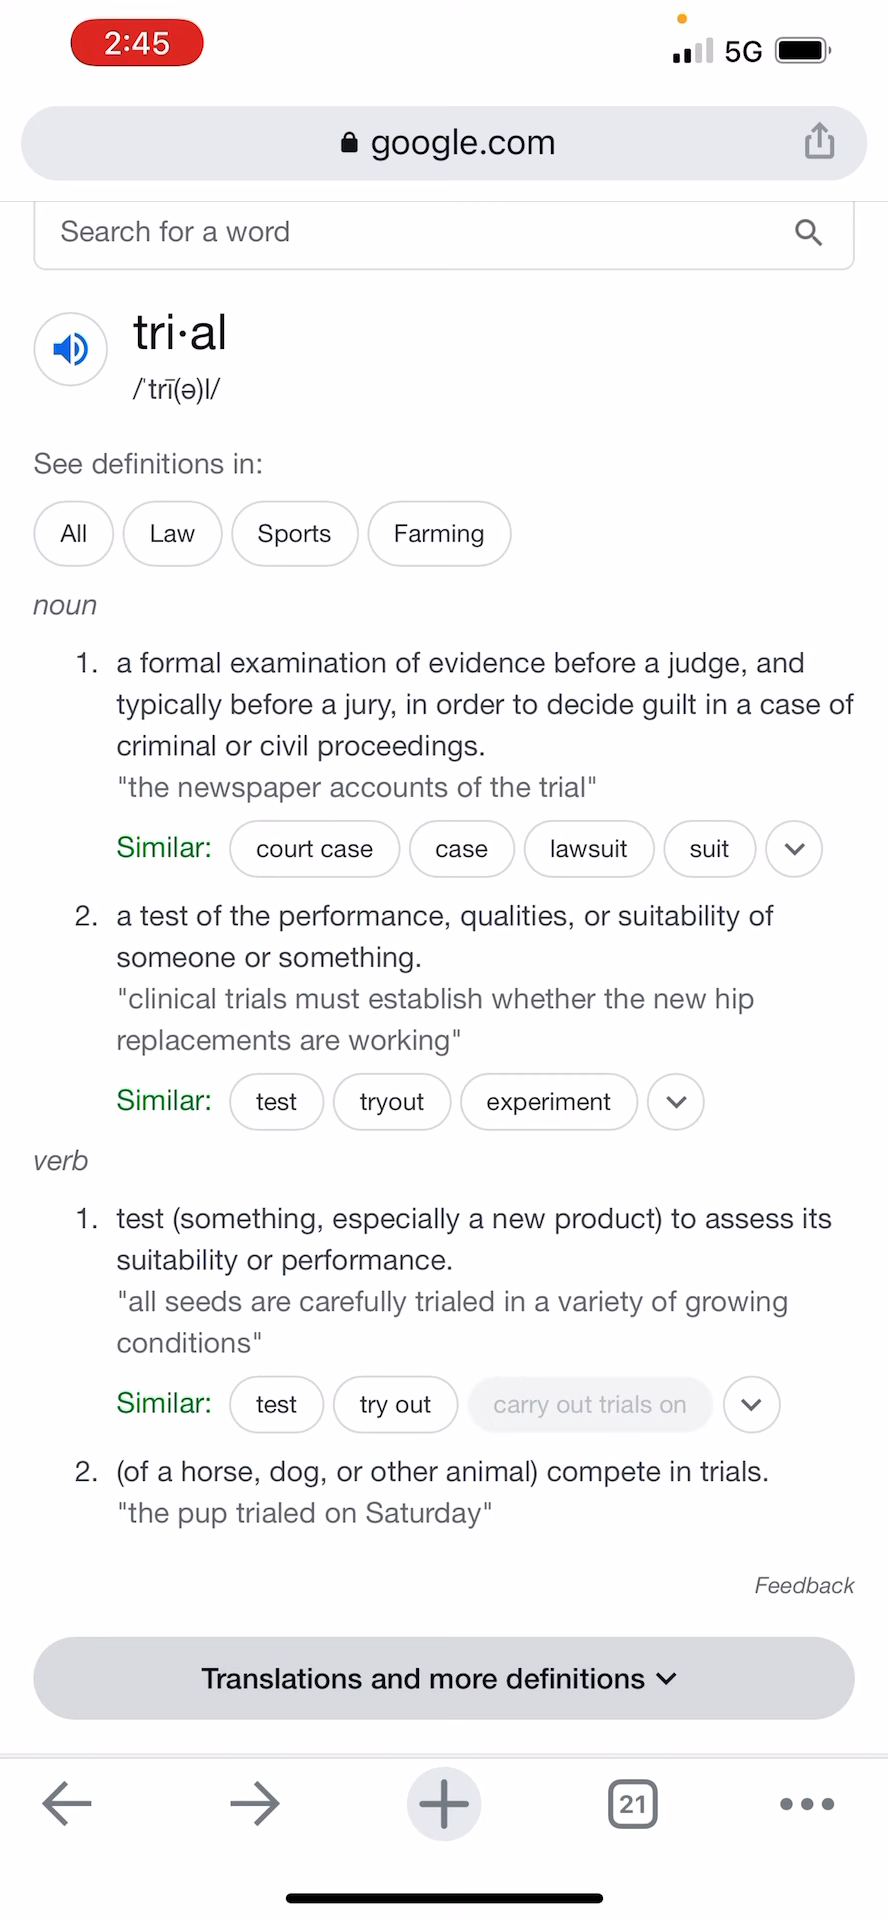 2:45
5G
google.com
Search for a word
tri·al
/ˈtrī(ə)l/
See definitions in:
All Law Sports Farming
noun
1. a formal examination of evidence before a judge, and
typically before a jury, in order to decide guilt in a case of
criminal or civil proceedings.
"the newspaper accounts of the trial"
Similar: court case case lawsuit suit
2. a test of the performance, qualities, or suitability of
someone or something.
"clinical trials must establish whether the new hip
replacements are working"
Similar: test tryout experiment
verb
1. test (something, especially a new product) to assess its
suitability or performance.
"all seeds are carefully trialed in a variety of growing
conditions"
Similar: test try out carry out trials on
2. (of a horse, dog, or other animal) compete in trials.
"the pup trialed on Saturday"
Feedback
Translations and more definitions
21